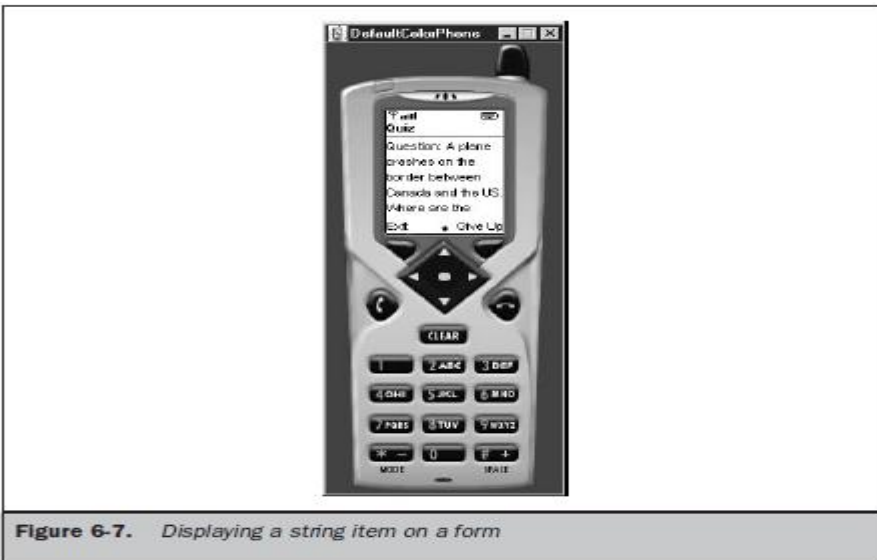 DefaultColorPhone
Quiz
Question: A plane
crashes on the
border between
Canada and the US.
Where are the
Exit
Give Up
CLEAR
1
2 ABC
3 DEF
4 GHI
5 JKL
6 MNO
7 PQRS
8 TUV
9 WXYZ
* -
0
# +
MODE
SPACE
Figure 6-7. Displaying a string item on a form